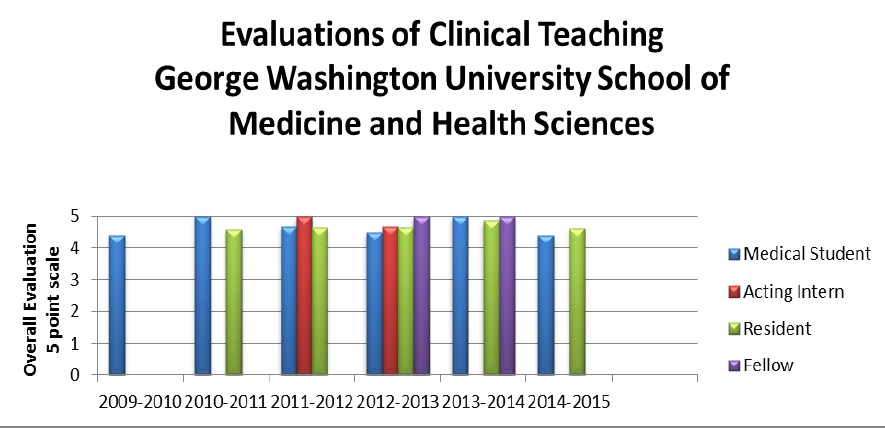 Evaluations of Clinical Teaching
George Washington University School of
Medicine and Health Sciences
Overall Evaluation
5 point scale
5
4
3
2
1
0
2009-2010 2010-2011 2011-2012 2012-2013 2013-2014 2014-2015
Medical Student
Acting Intern
Resident
Fellow